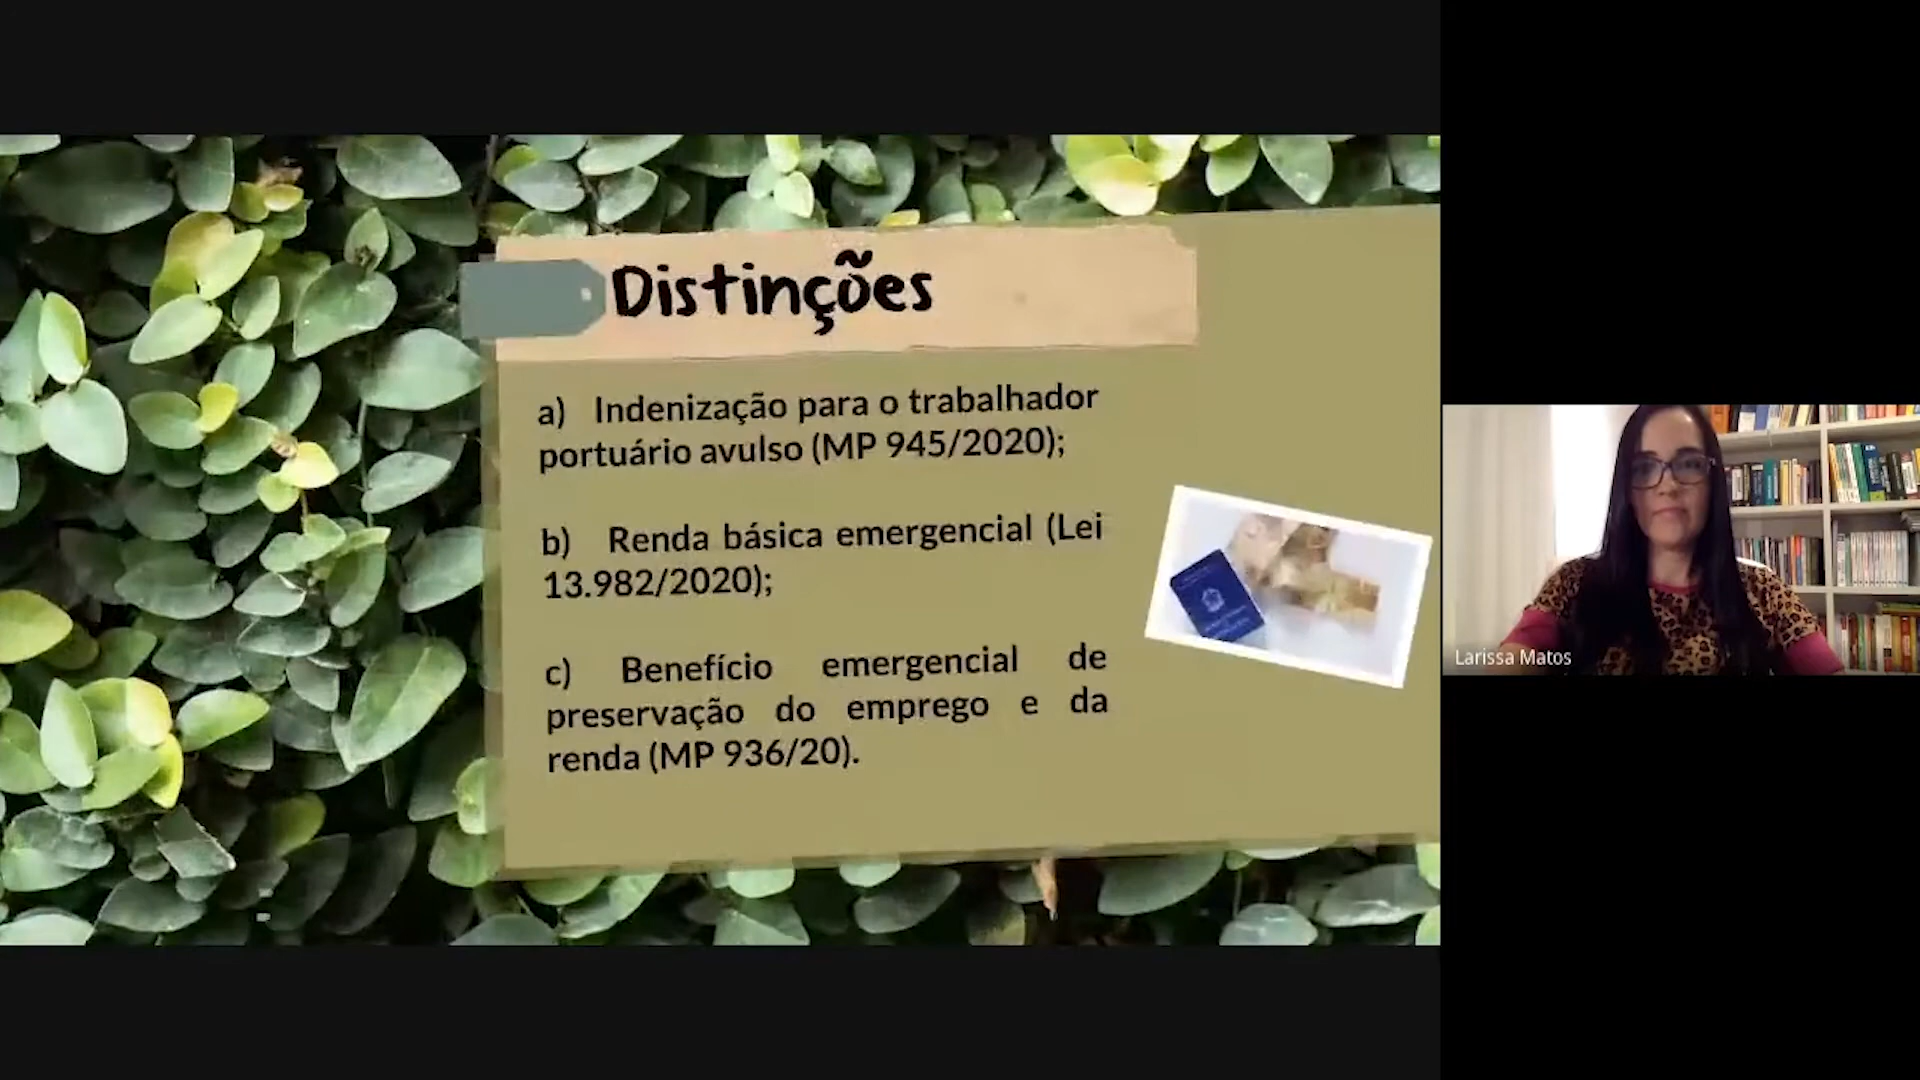 Distinções
a) Indenização para o trabalhador
portuário avulso (MP 945/2020);
b) Renda básica emergencial (Lei
13.982/2020);
c) Benefício emergencial de
preservação do emprego e da
renda (MP 936/20).
Larissa Matos